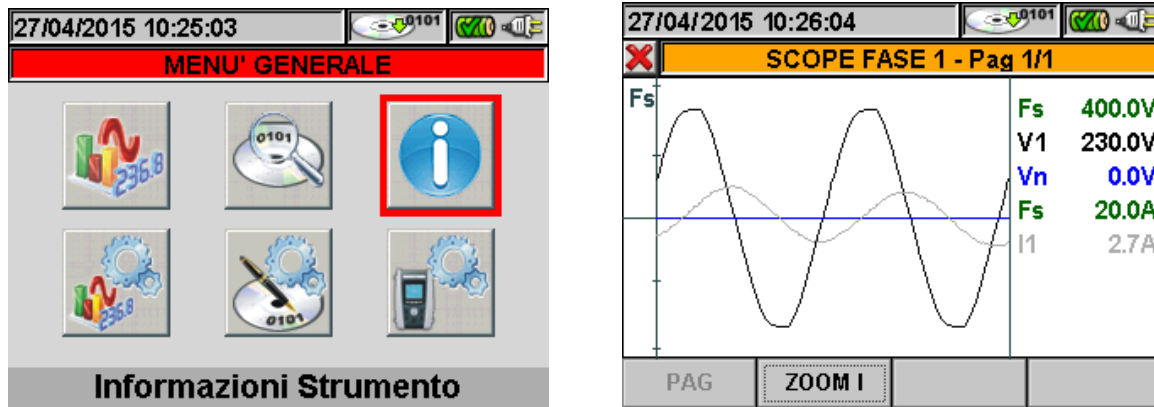 27/04/2015 10:25:03
0101
MENU' GENERALE
236.8
0101
236.8
0101
Informazioni Strumento
27/04/2015 10:26:04
0101
SCOPE FASE 1 - Pag 1/1
Fs
Fs 400.0V
V1 230.0V
Vn 0.0V
Fs 20.0A
I1 2.7A
PAG ZOOM I